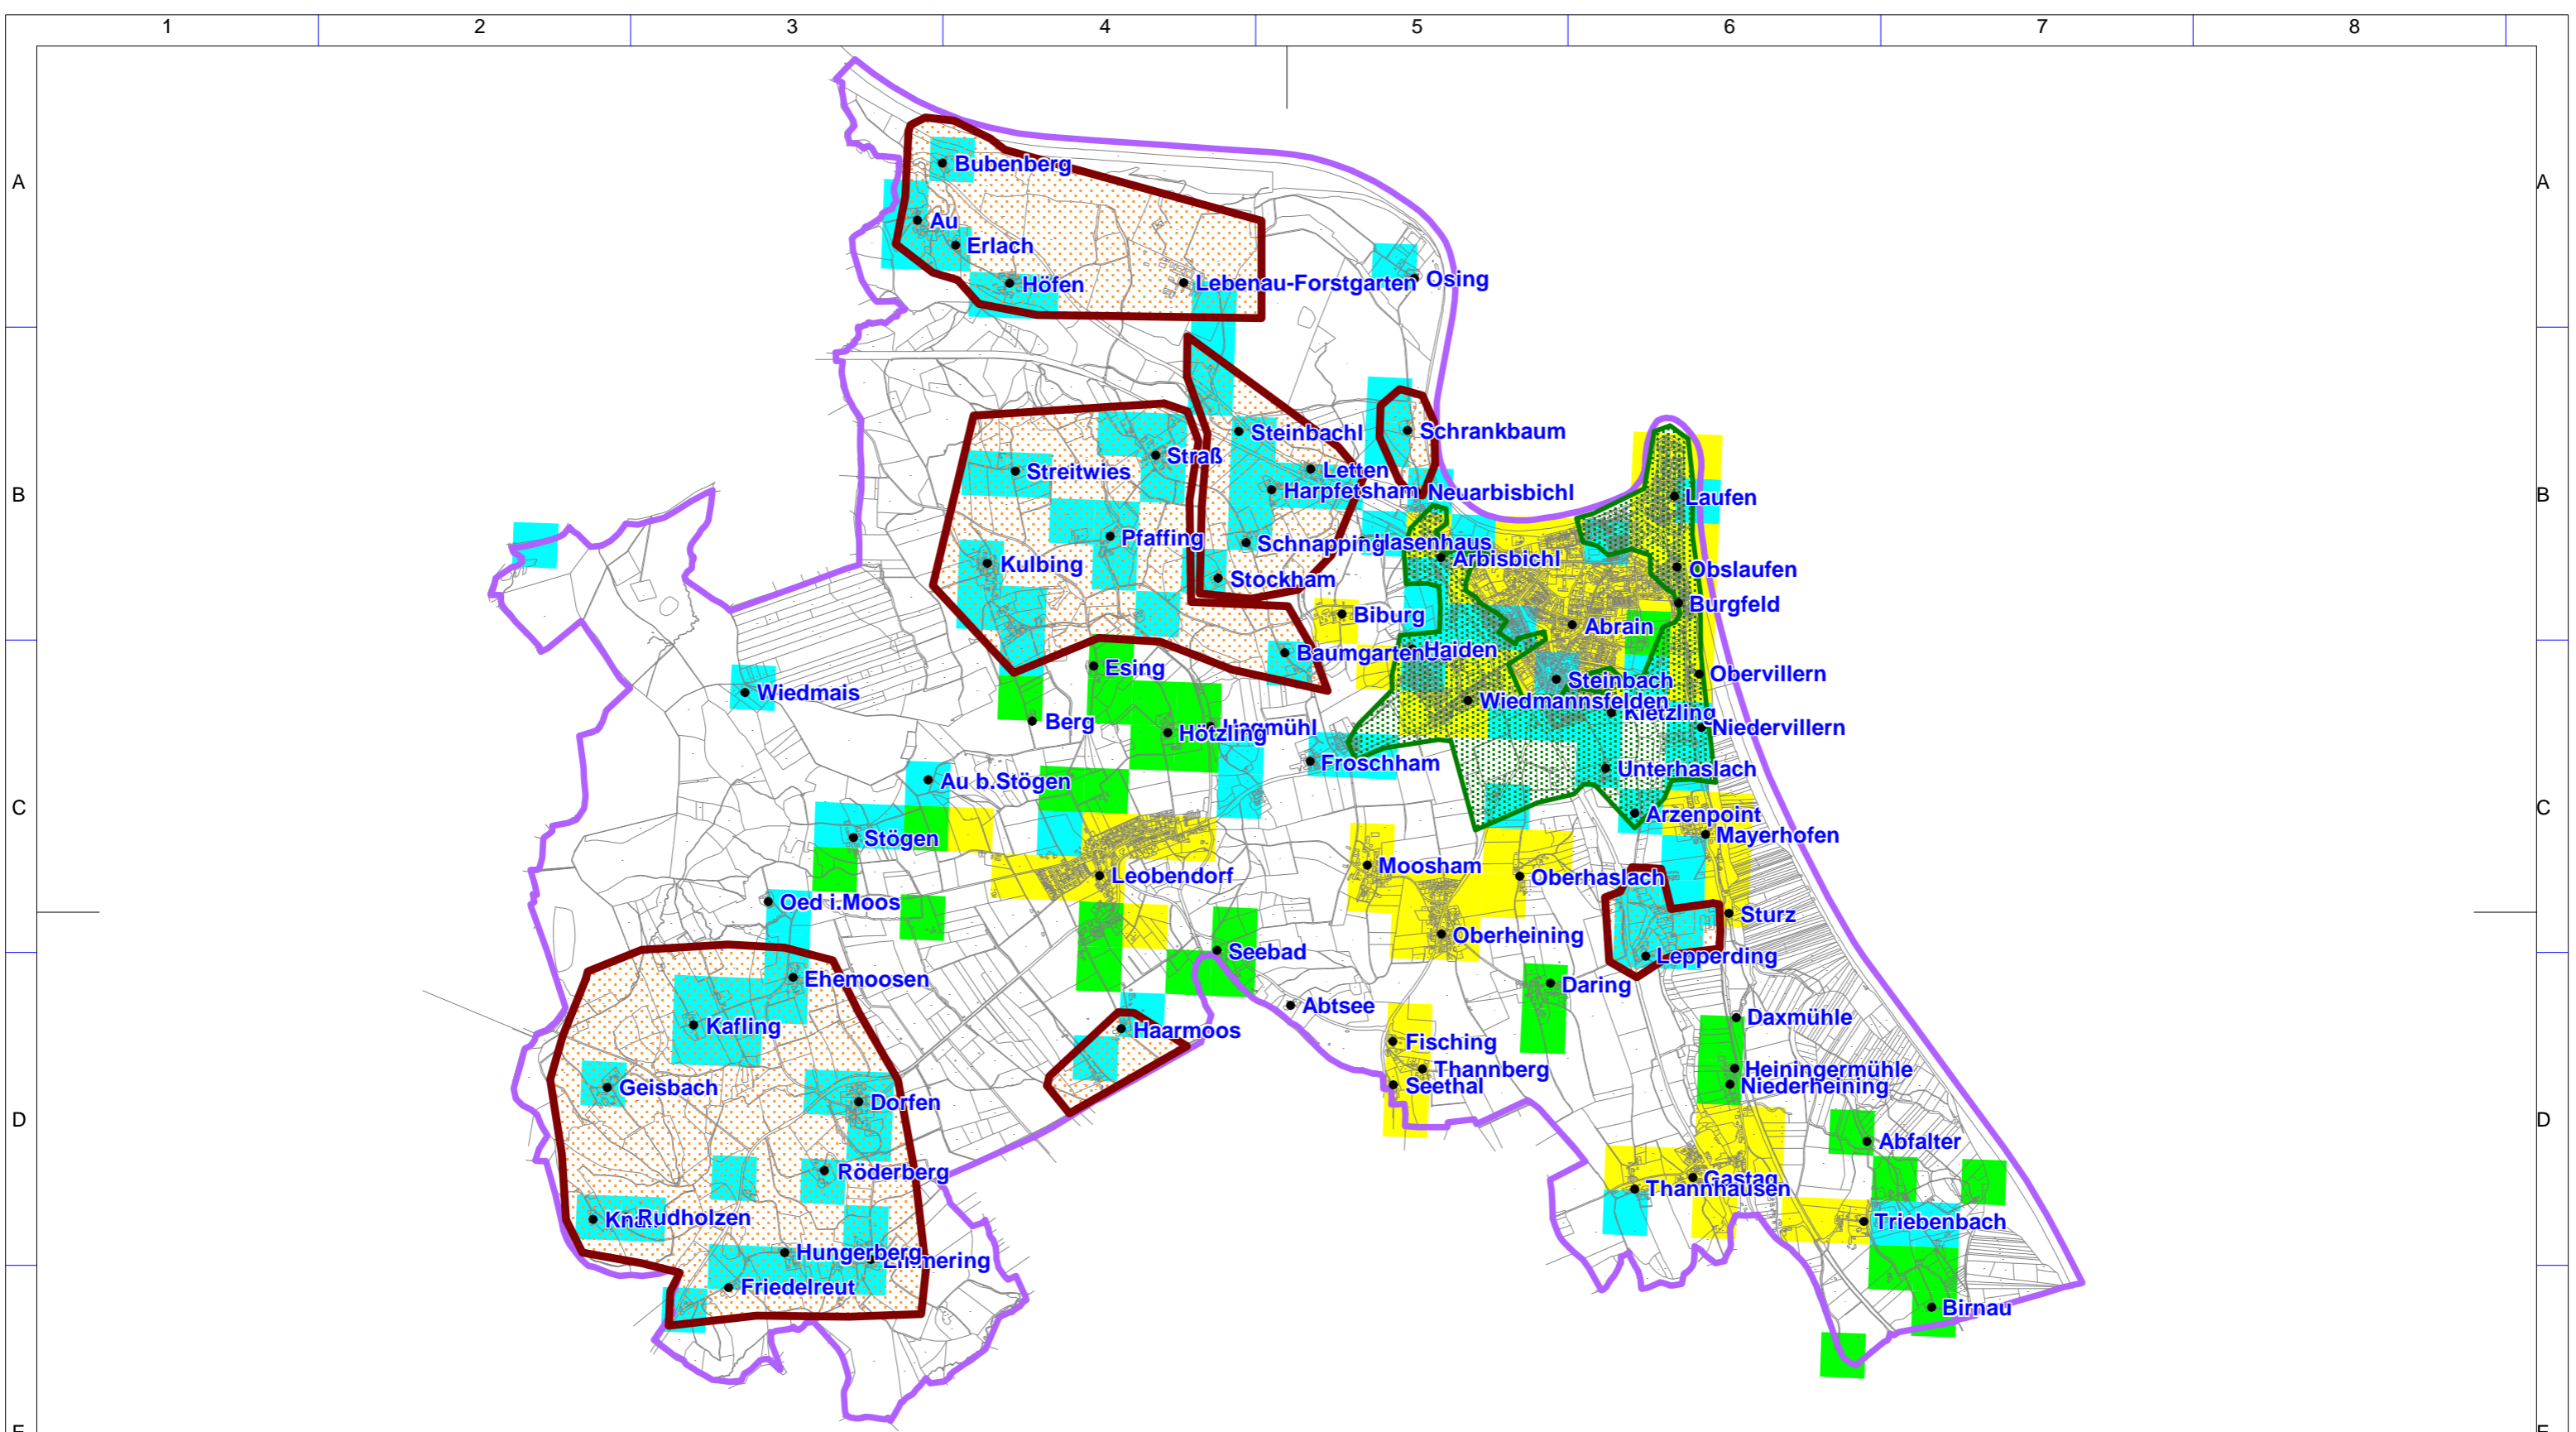 1 2 3 4 5 6 7 8
A A
Bubenberg
Au
Erlach
Höfen
Lebenau-Forstgarten
Osing
Steinbachl
Schrankbaum
Straß
Streitwies
Letten
Harpfetsham
Neuarbisbichl
B B
Laufen
Pfaffing
Schnapping
Arbisbichl
Kulbing
Obslaufen
Stockham
Burgfeld
Biburg
Abrain
Haiden
Esing
Obervillern
Steinbach
Wiedmais
Wiedmannsfelden
Kletzling
Berg
Hötzling
Niedervillern
Froschham
Unterhaslach
Au b.Stögen
C C
Arzenpoint
Mayerhofen
Stögen
Moosham
Leobendorf
Oberhaslach
Oed i.Moos
Sturz
Oberheining
Seebad
Lepperding
Ehemoosen
Daring
Abtsee
Daxmühle
Kafling
Haarmoos
Fisching
Thannberg
Heiningermühle
Geisbach
Seethal
Niederheining
Dorfen
D D
Abfalter
Röderberg
Gastag
Thannhausen
Rudholzen
Triebenbach
Hungerberg
Friedelreut
Birnau